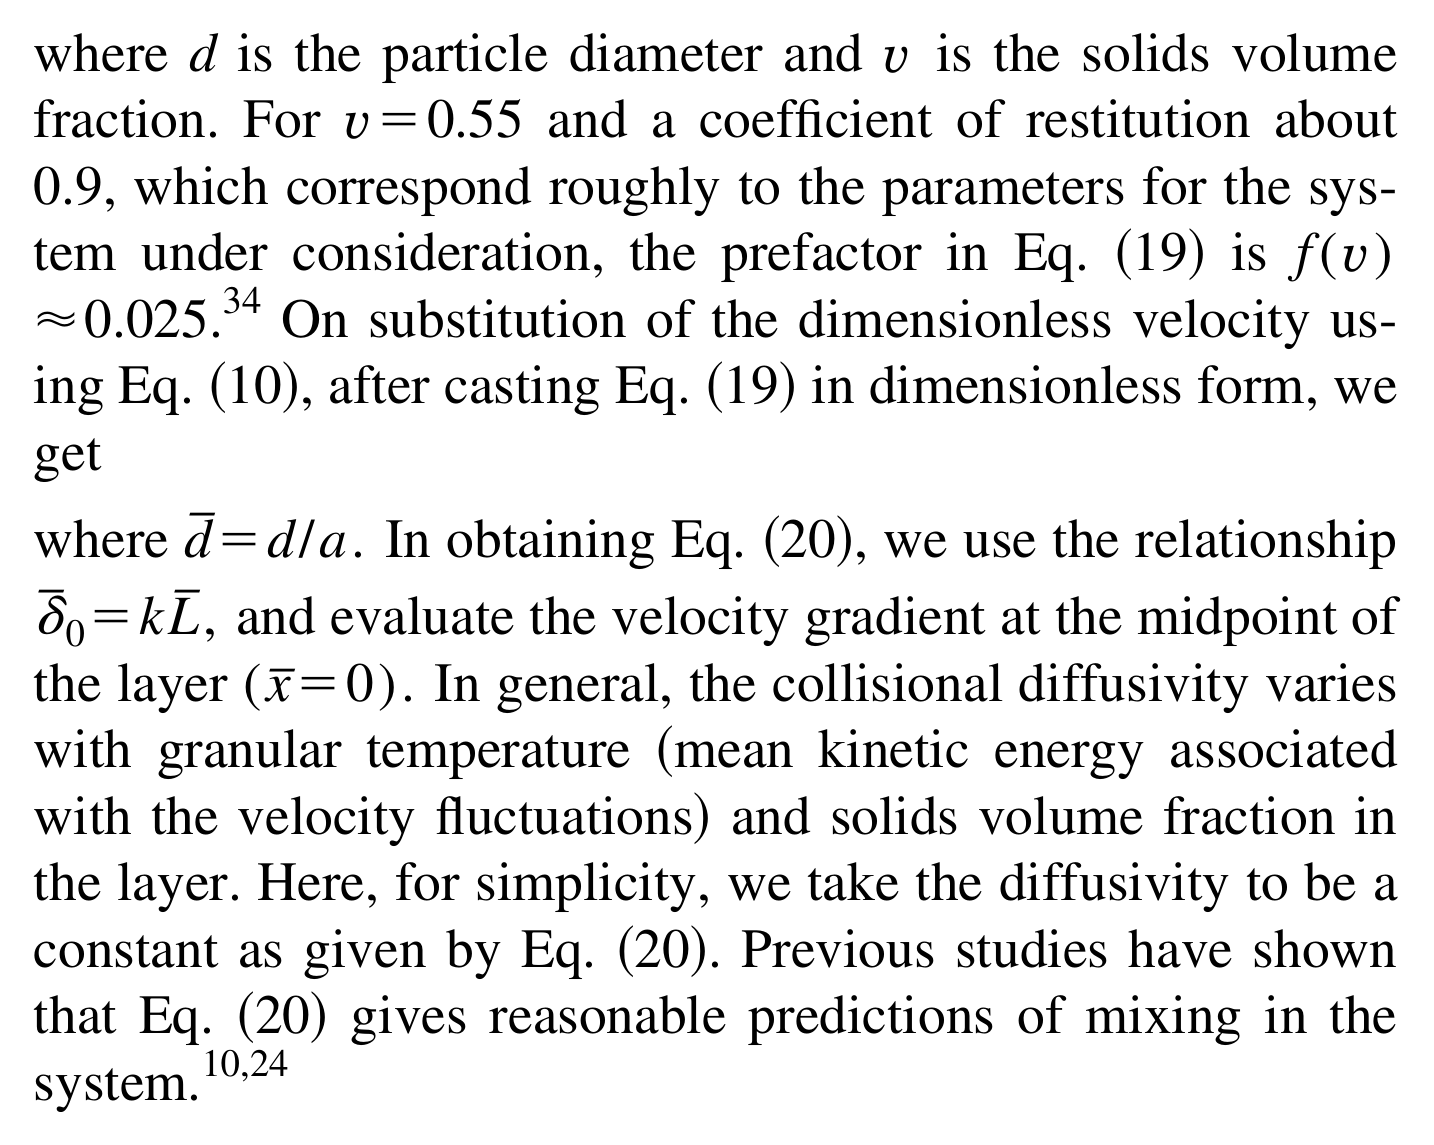 where d is the particle diameter and υ is the solids volume
fraction. For υ=0.55 and a coefficient of restitution about
0.9, which correspond roughly to the parameters for the sys-
tem under consideration, the prefactor in Eq. (19) is f(υ)
≈0.025.³⁴ On substitution of the dimensionless velocity us-
ing Eq. (10), after casting Eq. (19) in dimensionless form, we
get
where d̄=d/a. In obtaining Eq. (20), we use the relationship
δ̄₀=kL̄, and evaluate the velocity gradient at the midpoint of
the layer (x̄=0). In general, the collisional diffusivity varies
with granular temperature (mean kinetic energy associated
with the velocity fluctuations) and solids volume fraction in
the layer. Here, for simplicity, we take the diffusivity to be a
constant as given by Eq. (20). Previous studies have shown
that Eq. (20) gives reasonable predictions of mixing in the
system.¹⁰,²⁴